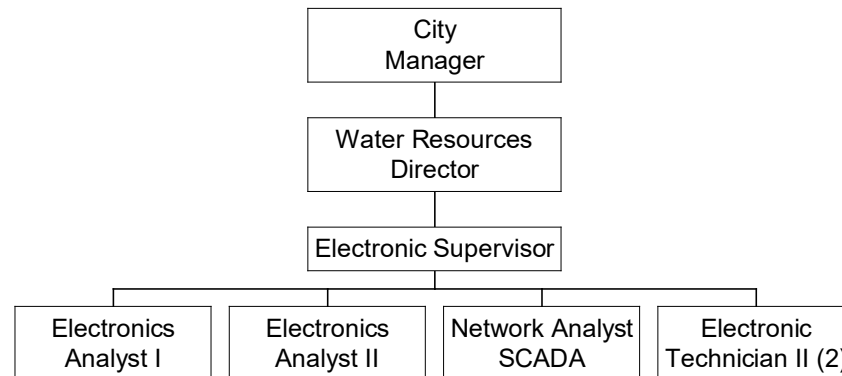 City
Manager
Water Resources
Director
Electronic Supervisor
Electronics
Analyst I
Electronics
Analyst II
Network Analyst
SCADA
Electronic
Technician II (2)